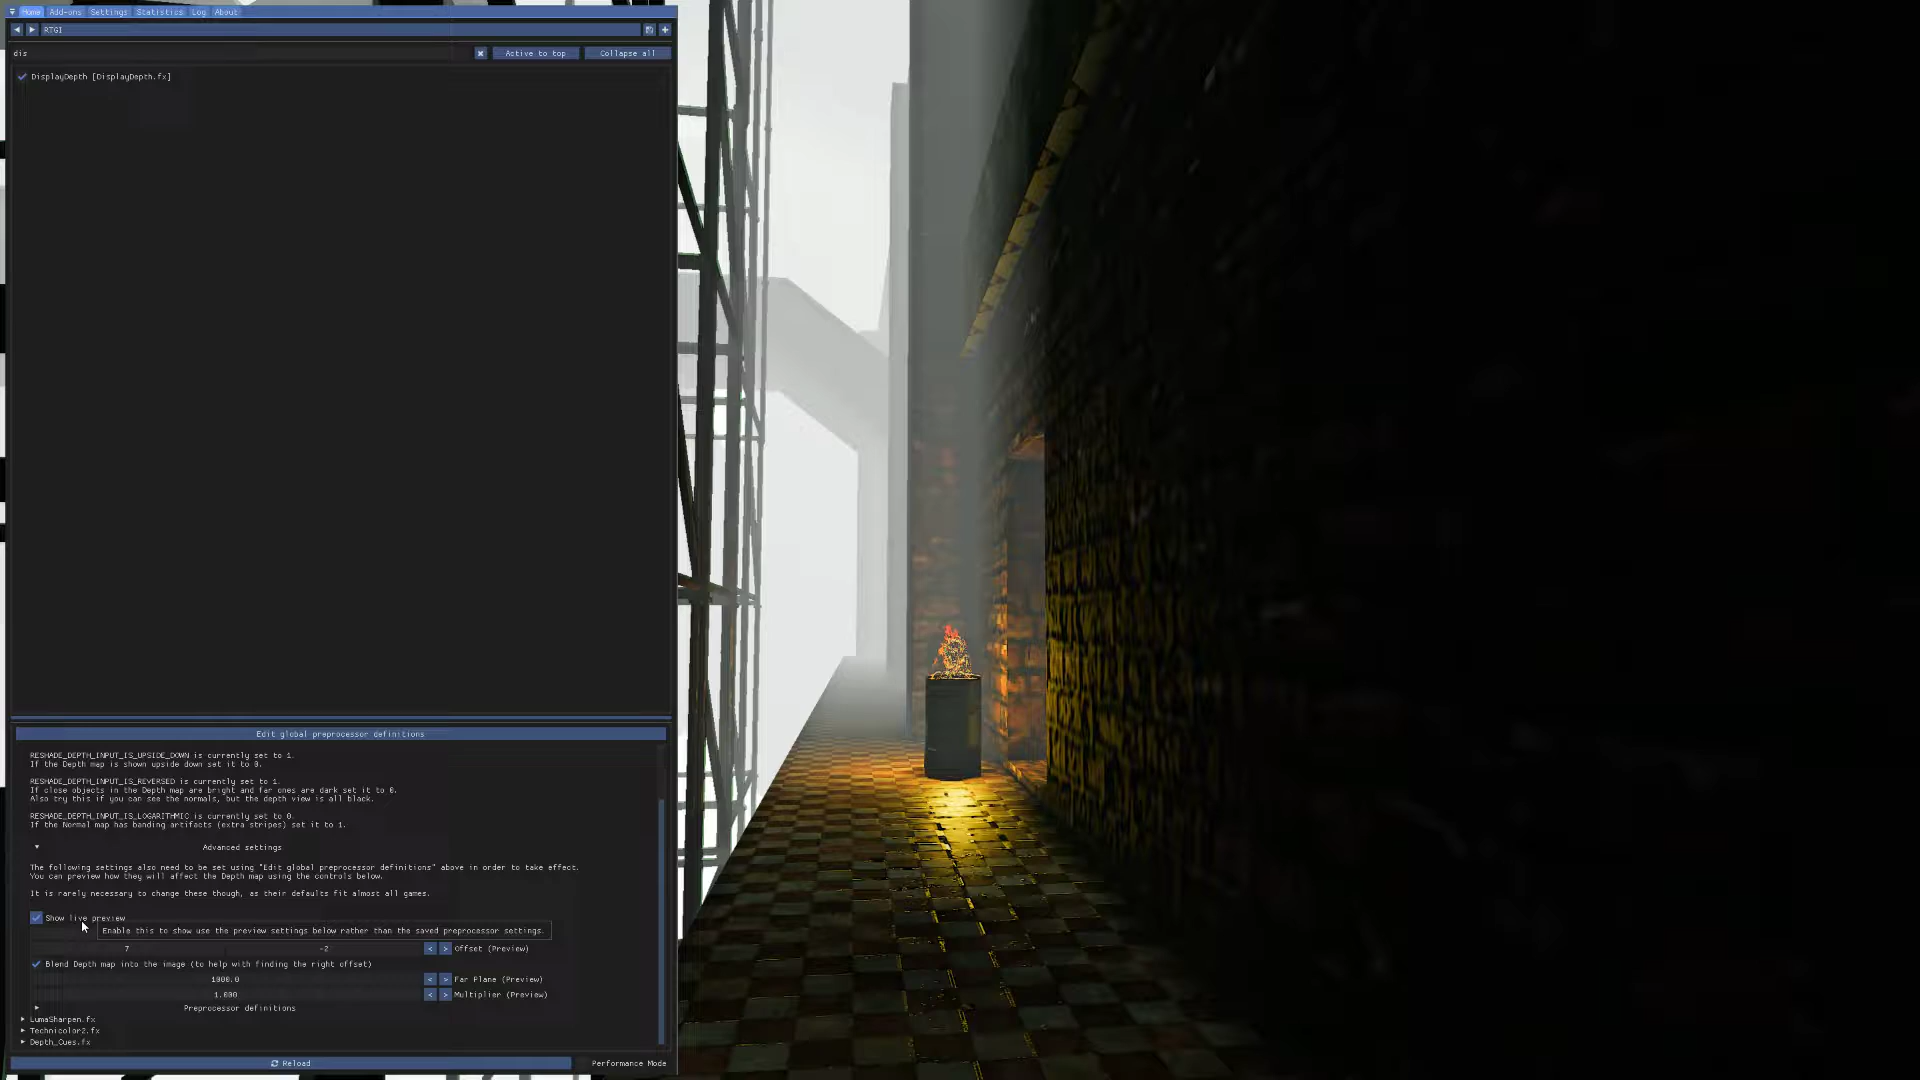 Home Add-ons Settings Statistics Log About
RTGI
dis Active to top Collapse all
DisplayDepth [DisplayDepth.fx]
Edit global preprocessor definitions
RESHADE_DEPTH_INPUT_IS_UPSIDE_DOWN is currently set to 1.
If the Depth map is shown upside down set it to 0.
RESHADE_DEPTH_INPUT_IS_REVERSED is currently set to 1.
If close objects in the Depth map are bright and far ones are dark set it to 0.
Also try this if you can see the normals, but the depth view is all black.
RESHADE_DEPTH_INPUT_IS_LOGARITHMIC is currently set to 0.
If the Normal map has banding artifacts (extra stripes) set it to 1.
Advanced settings
The following settings also need to be set using "Edit global preprocessor definitions" above in order to take effect.
You can preview how they will affect the Depth map using the controls below.
It is rarely necessary to change these though, as their defaults fit almost all games.
Show live preview
Enable this to show use the preview settings below rather than the saved preprocessor settings.
7 -2 < > Offset (Preview)
Blend Depth map into the image (to help with finding the right offset)
1000.0 < > Far Plane (Preview)
1.000 < > Multiplier (Preview)
Preprocessor definitions
LumaSharpen.fx
Technicolor2.fx
Depth_Cues.fx
Reload Performance Mode